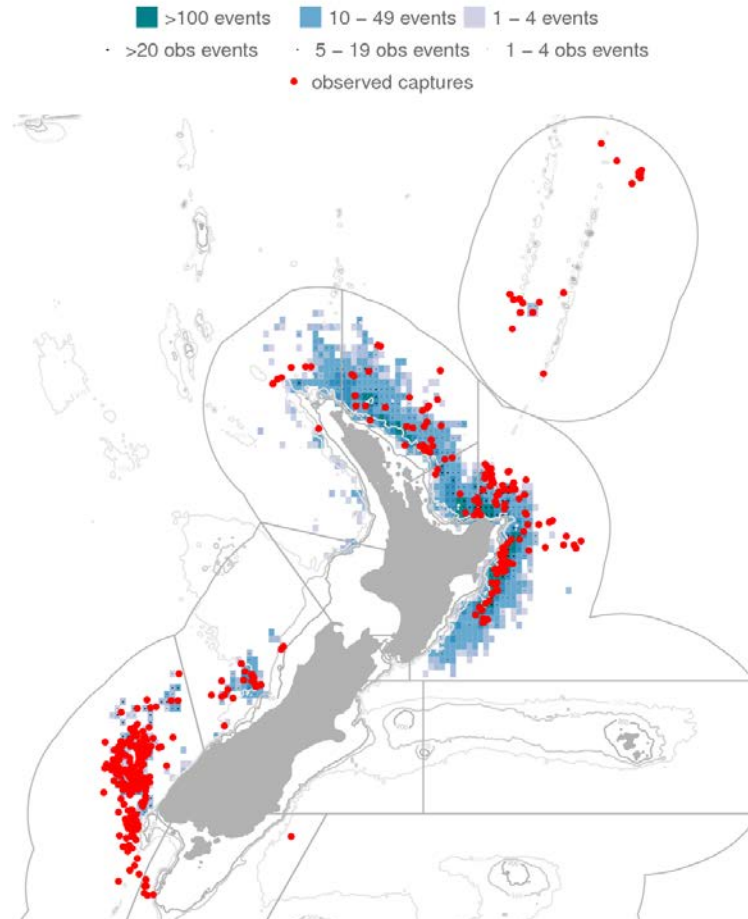 >100 events 10 – 49 events 1 – 4 events
>20 obs events 5 – 19 obs events 1 – 4 obs events
observed captures